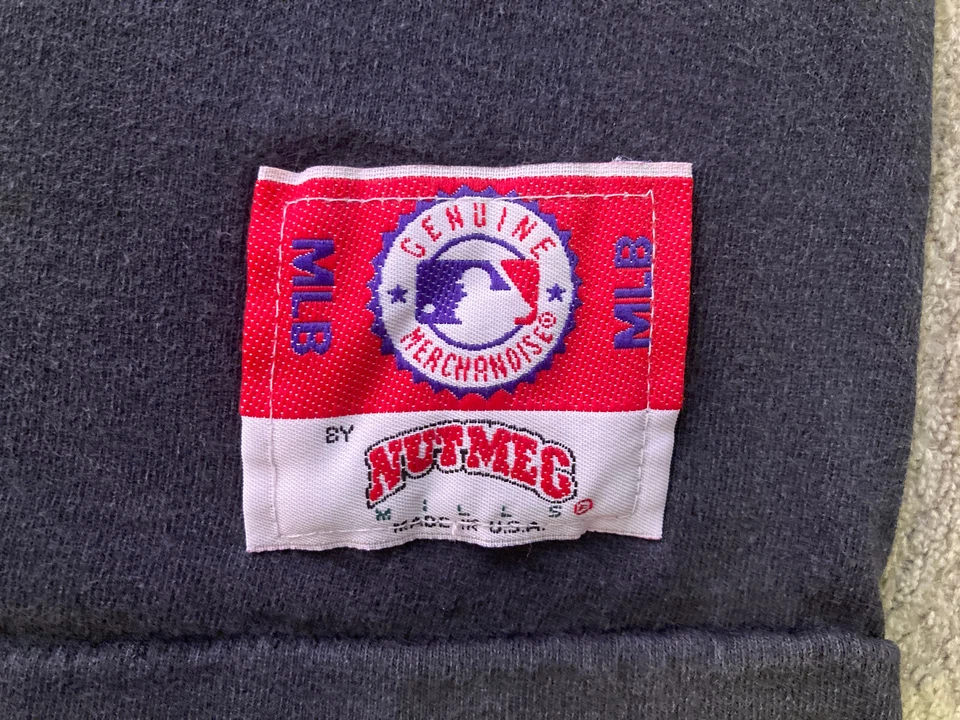 GENUINE
MLB
MLB
MERCHANDISE®
BY
NUTMEG
MILLS®
MADE IN U.S.A.